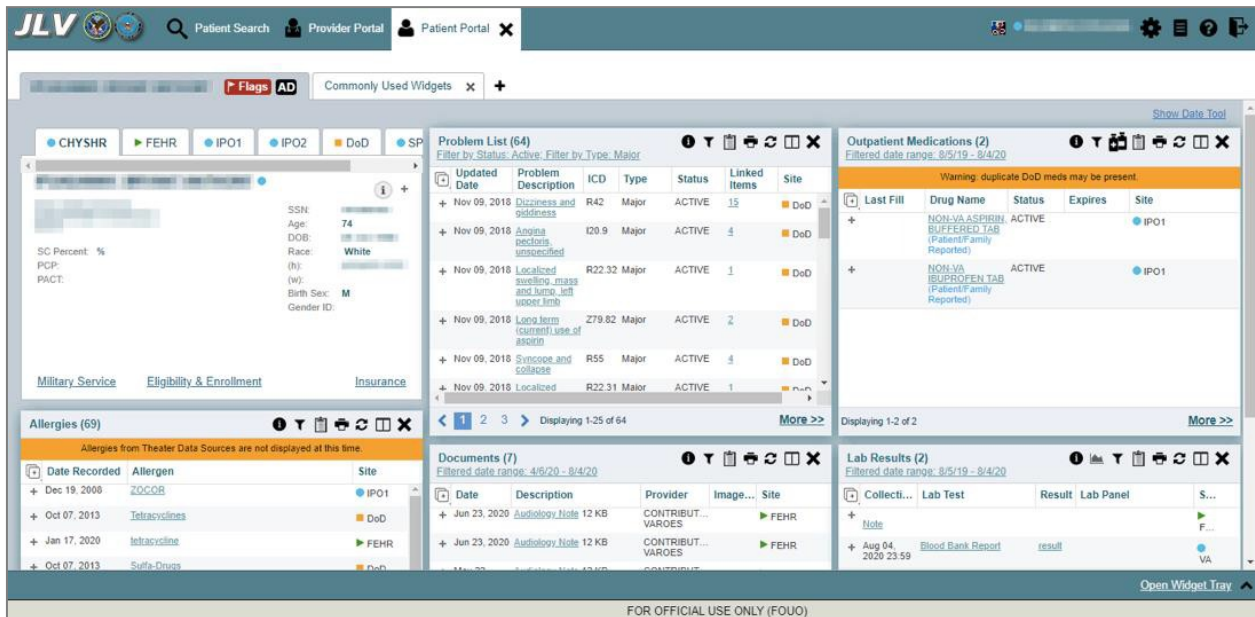 JLV Patient Search Provider Portal Patient Portal
Flags AD Commonly Used Widgets
Show Date Tool
CHYSHR FEHR IPO1 IPO2 DoD SP
SSN:
Age: 74
DOB:
SC Percent: % Race: White
PCP: (h):
PACT: (w):
Birth Sex: M
Gender ID:
Military Service Eligibility & Enrollment Insurance
Problem List (64)
Filter by Status: Active; Filter by Type: Major
Updated Date Problem Description ICD Type Status Linked Items Site
+ Nov 09, 2018 Dizziness and giddiness R42 Major ACTIVE 15 DoD
+ Nov 09, 2018 Angina pectoris, unspecified I20.9 Major ACTIVE 4 DoD
+ Nov 09, 2018 Localized swelling, mass and lump, left upper limb R22.32 Major ACTIVE 1 DoD
+ Nov 09, 2018 Long term (current) use of aspirin Z79.82 Major ACTIVE 2 DoD
+ Nov 09, 2018 Syncope and collapse R55 Major ACTIVE 4 DoD
+ Nov 09, 2018 Localized R22.31 Major ACTIVE 1 DoD
1 2 3 Displaying 1-25 of 64 More >>
Outpatient Medications (2)
Filtered date range: 8/5/19 - 8/4/20
Warning: duplicate DoD meds may be present.
Last Fill Drug Name Status Expires Site
+ NON-VA ASPIRIN, BUFFERED TAB (Patient/Family Reported) ACTIVE IPO1
+ NON-VA IBUPROFEN TAB (Patient/Family Reported) ACTIVE IPO1
Displaying 1-2 of 2 More >>
Allergies (69)
Allergies from Theater Data Sources are not displayed at this time.
Date Recorded Allergen Site
+ Dec 19, 2008 ZOCOR IPO1
+ Oct 07, 2013 Tetracyclines DoD
+ Jan 17, 2020 tetracycline FEHR
+ Oct 07, 2013 Sulfa-Drugs DoD
Documents (7)
Filtered date range: 4/6/20 - 8/4/20
Date Description Provider Image... Site
+ Jun 23, 2020 Audiology Note 12 KB CONTRIBUT... VAROES FEHR
+ Jun 23, 2020 Audiology Note 12 KB CONTRIBUT... VAROES FEHR
Lab Results (2)
Filtered date range: 8/5/19 - 8/4/20
Collecti... Lab Test Result Lab Panel S...
+ Note F...
+ Aug 04, 2020 23:59 Blood Bank Report result VA
Open Widget Tray
FOR OFFICIAL USE ONLY (FOUO)